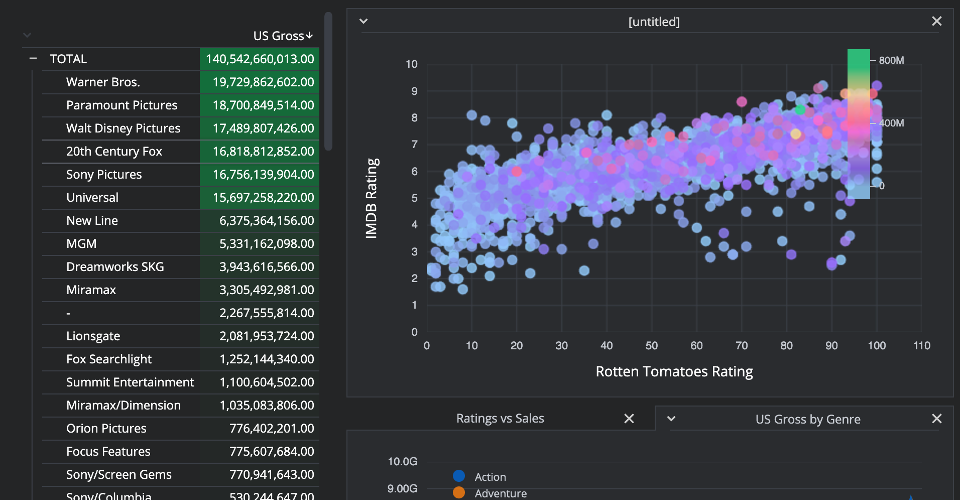 US Gross↓
− TOTAL 140,542,660,013.00
Warner Bros. 19,729,862,602.00
Paramount Pictures 18,700,849,514.00
Walt Disney Pictures 17,489,807,426.00
20th Century Fox 16,818,812,852.00
Sony Pictures 16,756,139,904.00
Universal 15,697,258,220.00
New Line 6,375,364,156.00
MGM 5,331,162,098.00
Dreamworks SKG 3,943,616,566.00
Miramax 3,305,492,981.00
- 2,267,555,814.00
Lionsgate 2,081,953,724.00
Fox Searchlight 1,252,144,340.00
Summit Entertainment 1,100,604,502.00
Miramax/Dimension 1,035,083,806.00
Orion Pictures 776,402,201.00
Focus Features 775,607,684.00
Sony/Screen Gems 770,941,643.00
Sony/Columbia 530,244,647.00
[untitled]
IMDB Rating
10
9
8
7
6
5
4
3
2
1
0
0 10 20 30 40 50 60 70 80 90 100 110
Rotten Tomatoes Rating
800M
400M
0
Ratings vs Sales
US Gross by Genre
10.0G
9.00G
Action
Adventure